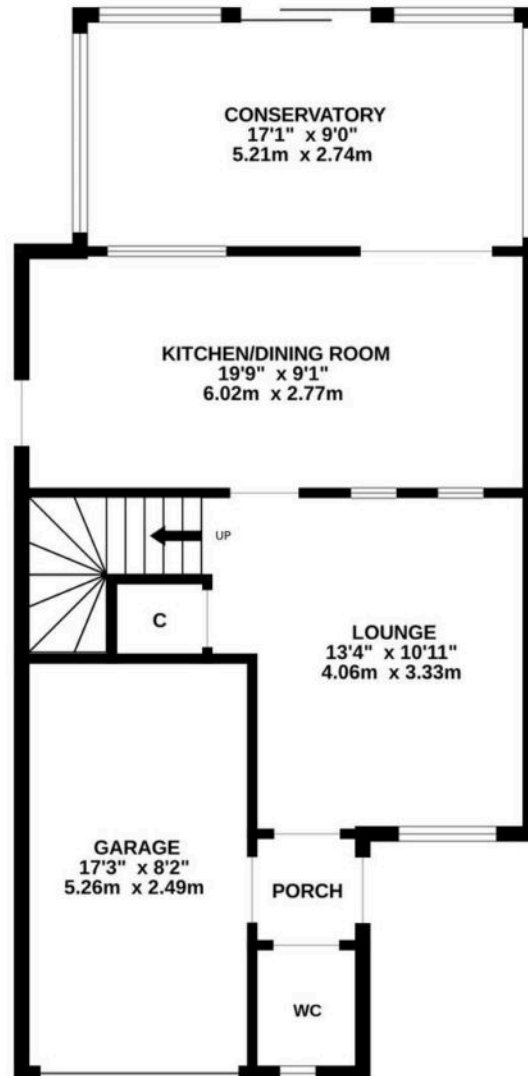 CONSERVATORY
17'1" x 9'0"
5.21m x 2.74m
KITCHEN/DINING ROOM
19'9" x 9'1"
6.02m x 2.77m
UP
C
LOUNGE
13'4" x 10'11"
4.06m x 3.33m
GARAGE
17'3" x 8'2"
5.26m x 2.49m
PORCH
WC